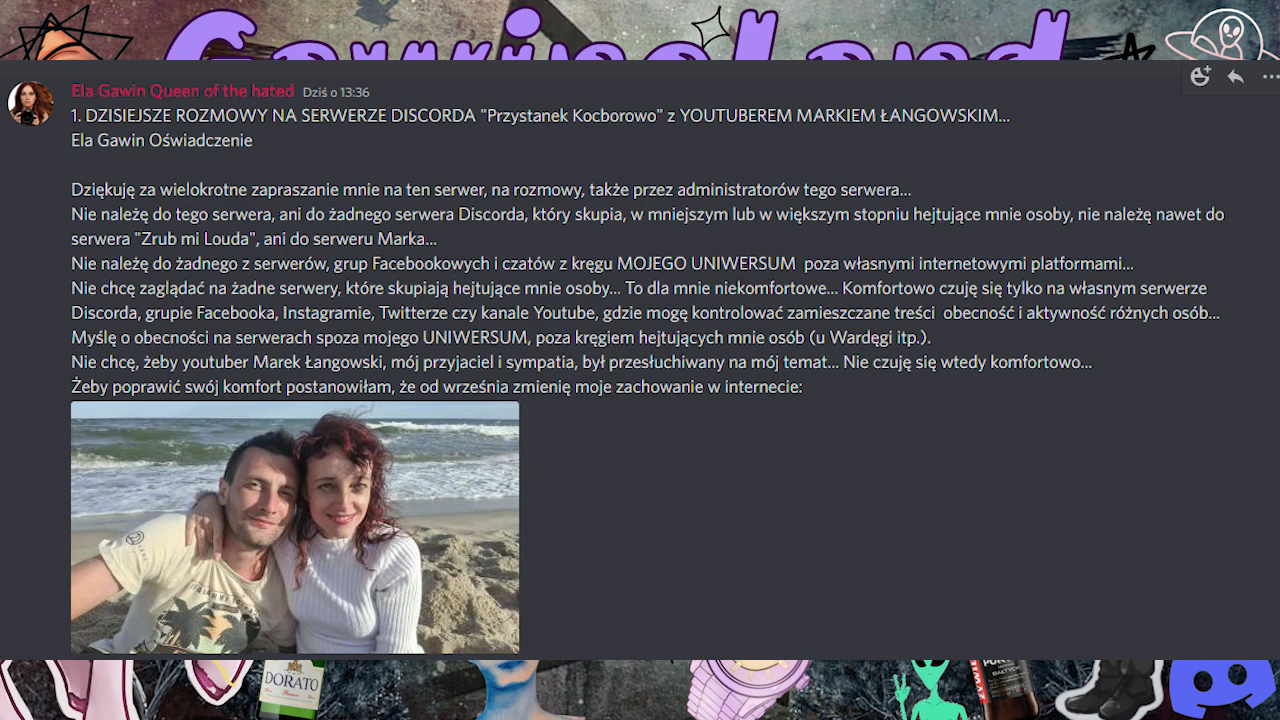 GawinoLand
Ela Gawin Queen of the hated Dziś o 13:36
1. DZISIEJSZE ROZMOWY NA SERWERZE DISCORDA "Przystanek Kocborowo" z YOUTUBEREM MARKIEM ŁANGOWSKIM...
Ela Gawin Oświadczenie
Dziękuję za wielokrotne zapraszanie mnie na ten serwer, na rozmowy, także przez administratorów tego serwera...
Nie należę do tego serwera, ani do żadnego serwera Discorda, który skupia, w mniejszym lub w większym stopniu hejtujące mnie osoby, nie należę nawet do
serwera "Zrub mi Louda", ani do serweru Marka...
Nie należę do żadnego z serwerów, grup Facebookowych i czatów z kręgu MOJEGO UNIWERSUM poza własnymi internetowymi platformami...
Nie chcę zaglądać na żadne serwery, które skupiają hejtujące mnie osoby... To dla mnie niekomfortowe... Komfortowo czuję się tylko na własnym serwerze
Discorda, grupie Facebooka, Instagramie, Twitterze czy kanale Youtube, gdzie mogę kontrolować zamieszczane treści obecność i aktywność różnych osób...
Myślę o obecności na serwerach spoza mojego UNIWERSUM, poza kręgiem hejtujących mnie osób (u Wardęgi itp.).
Nie chcę, żeby youtuber Marek Łangowski, mój przyjaciel i sympatia, był przesłuchiwany na mój temat... Nie czuję się wtedy komfortowo...
Żeby poprawić swój komfort postanowiłam, że od września zmienię moje zachowanie w internecie:
DORATO
ŻYWIE